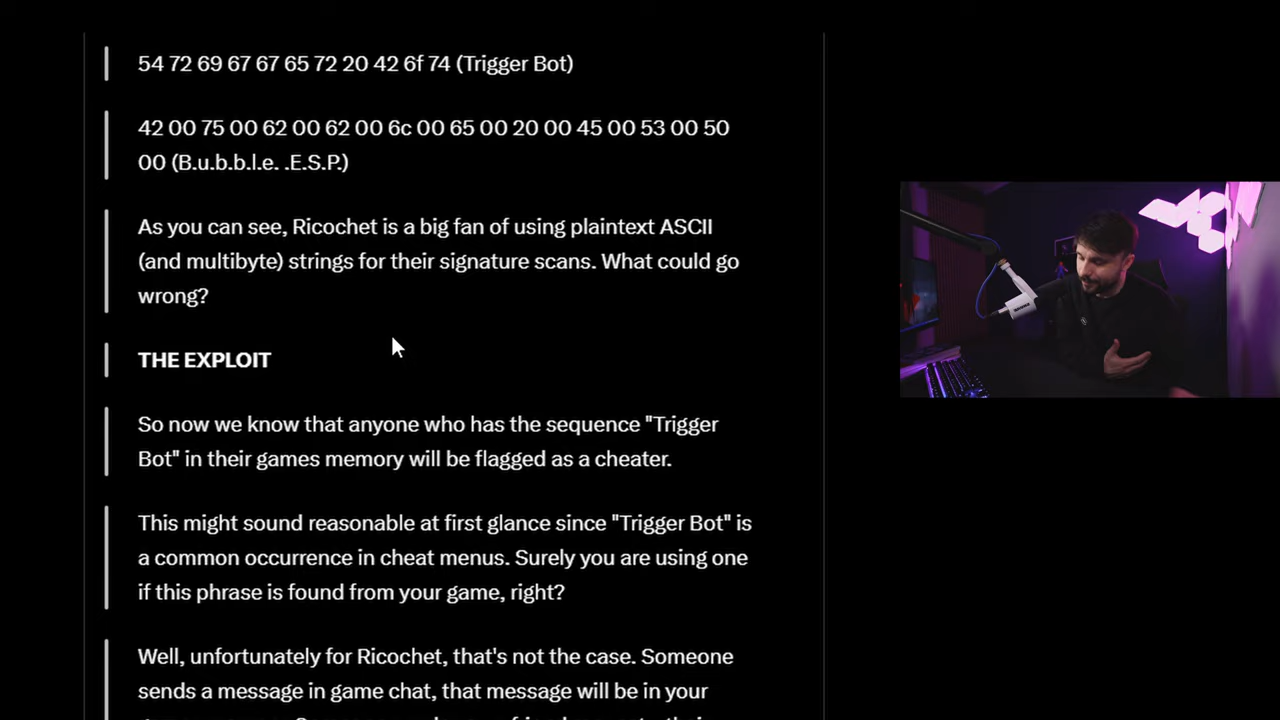 54 72 69 67 67 65 72 20 42 6f 74 (Trigger Bot)
42 00 75 00 62 00 62 00 6c 00 65 00 20 00 45 00 53 00 50
00 (B.u.b.b.l.e. .E.S.P.)
As you can see, Ricochet is a big fan of using plaintext ASCII
(and multibyte) strings for their signature scans. What could go
wrong?
THE EXPLOIT
So now we know that anyone who has the sequence "Trigger
Bot" in their games memory will be flagged as a cheater.
This might sound reasonable at first glance since "Trigger Bot" is
a common occurrence in cheat menus. Surely you are using one
if this phrase is found from your game, right?
Well, unfortunately for Ricochet, that's not the case. Someone
sends a message in game chat, that message will be in your